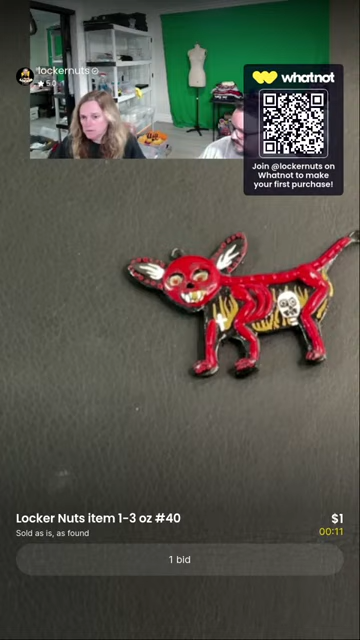 lockernuts
5.0
whatnot
Join @lockernuts on
Whatnot to make
your first purchase!
Locker Nuts item 1-3 oz #40
$1
Sold as is, as found
00:11
1 bid